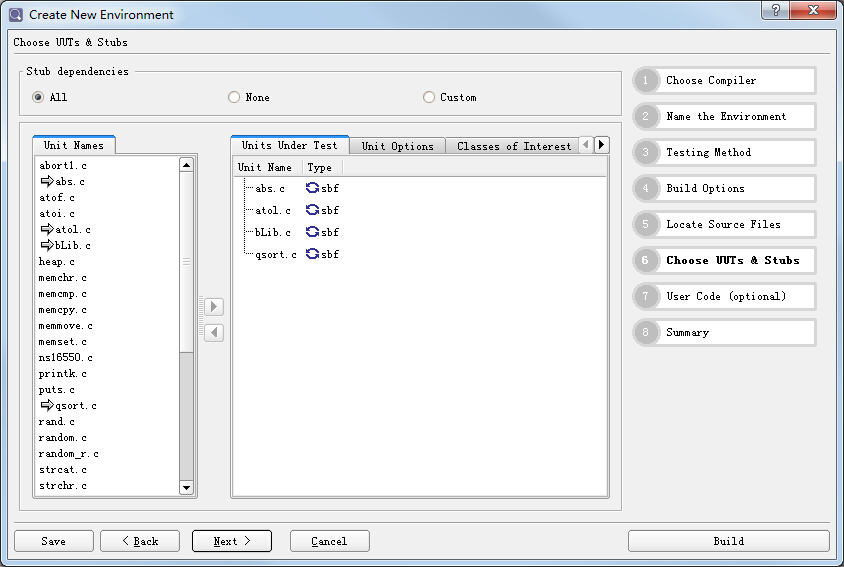 Create New Environment
Choose UUTs & Stubs
Stub dependencies
All
None
Custom
Unit Names
abort1.c
abs.c
atof.c
atoi.c
atol.c
bLib.c
heap.c
memchr.c
memcmp.c
memcpy.c
memmove.c
memset.c
ns16550.c
printk.c
puts.c
qsort.c
rand.c
random.c
random_r.c
strcat.c
strchr.c
Units Under Test
Unit Options
Classes of Interest
Unit Name Type
abs.c sbf
atol.c sbf
bLib.c sbf
qsort.c sbf
1 Choose Compiler
2 Name the Environment
3 Testing Method
4 Build Options
5 Locate Source Files
6 Choose UUTs & Stubs
7 User Code (optional)
8 Summary
Save
< Back
Next >
Cancel
Build